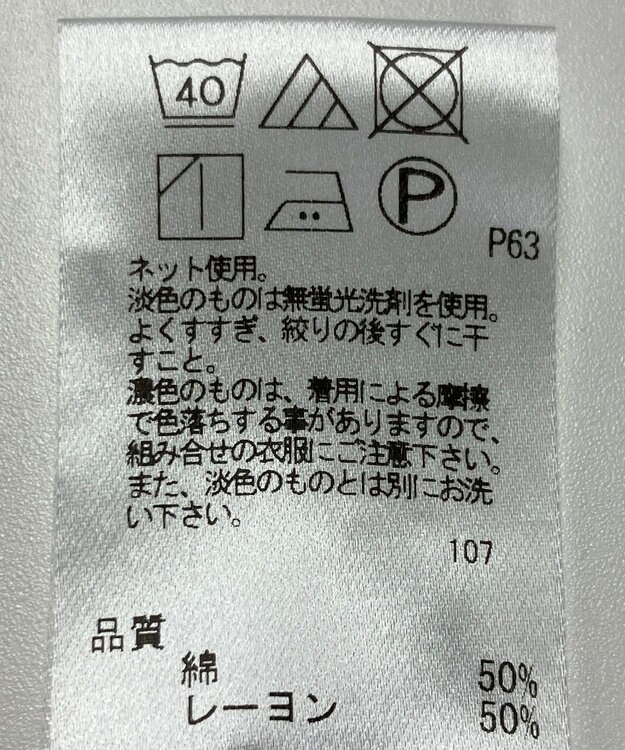 40
P
P63
ネット使用。
淡色のものは無蛍光洗剤を使用。
よくすすぎ、絞りの後すぐに干
すこと。
濃色のものは、着用による摩擦
で色落ちする事がありますので、
組み合せの衣服にご注意下さい。
また、淡色のものとは別にお洗
い下さい。
107
品質
綿 50%
レーヨン 50%